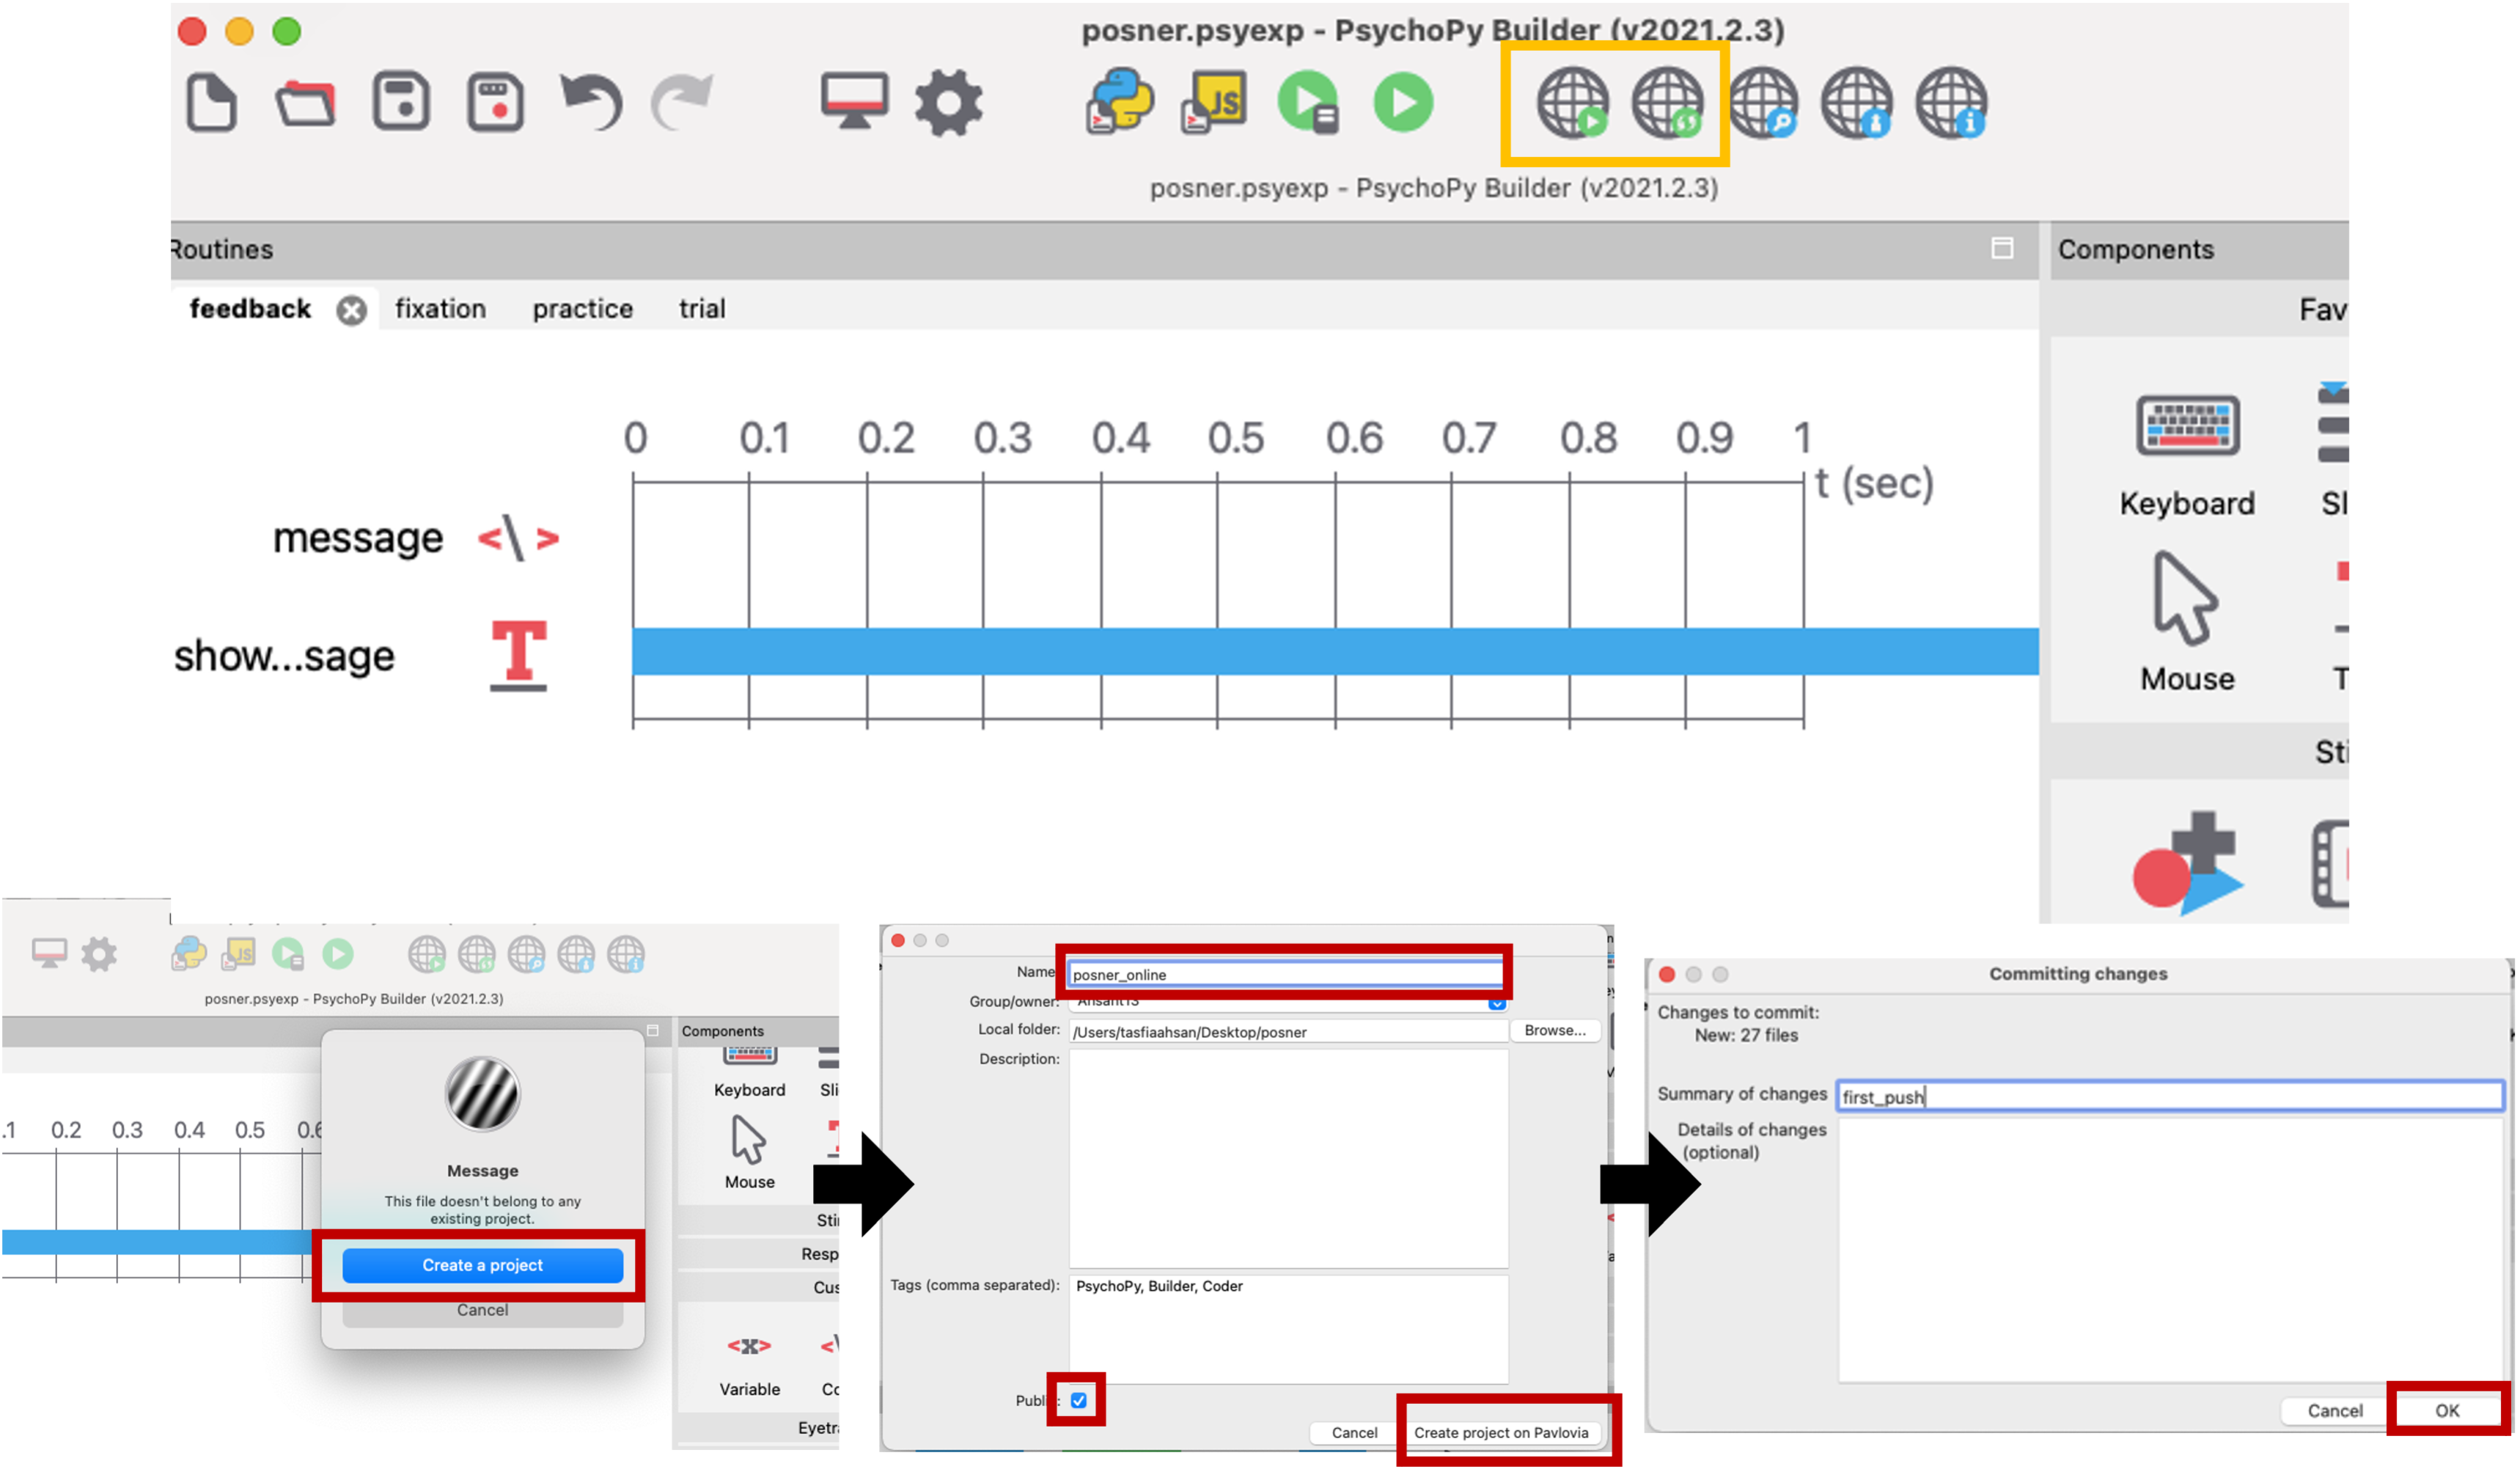 posner.psyexp - PsychoPy Builder (v2021.2.3)
JS
posner.psyexp - PsychoPy Builder (v2021.2.3)
Routines
Components
feedback fixation practice trial
Fav
0 0.1 0.2 0.3 0.4 0.5 0.6 0.7 0.8 0.9 1
t (sec)
message
show...sage
Keyboard
Sl
Mouse
T
Sti
JS
posner.psyexp - PsychoPy Builder (v2021.2.3)
Components
Keyboard
Sli
.1 0.2 0.3 0.4 0.5 0.6
Mouse
Message
This file doesn't belong to any
existing project.
Create a project
Cancel
Stir
Resp
Cus
Variable
Co
Eyetr
Name
posner_online
Group/owner:
Local folder: /Users/tasfiaahsan/Desktop/posner Browse...
Description:
Tags (comma separated): PsychoPy, Builder, Coder
Publi :
Cancel Create project on Pavlovia
Committing changes
Changes to commit:
New: 27 files
Summary of changes first_push
Details of changes
(optional)
Cancel OK